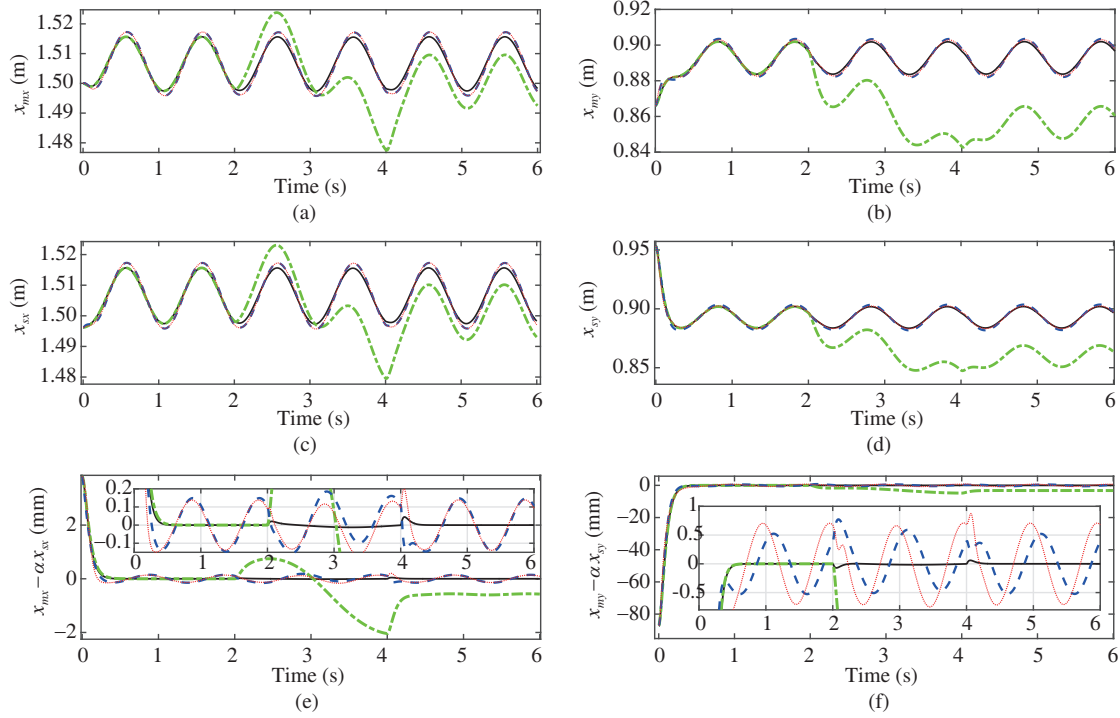 1.52
1.51
1.50
1.49
1.48
x_mx (m)
0 1 2 3 4 5 6
Time (s)
(a)
0.92
0.90
0.88
0.86
0.84
x_my (m)
0 1 2 3 4 5 6
Time (s)
(b)
1.52
1.51
1.50
1.49
1.48
x_sx (m)
0 1 2 3 4 5 6
Time (s)
(c)
0.95
0.90
0.85
x_sy (m)
0 1 2 3 4 5 6
Time (s)
(d)
2
0
−2
x_mx − αx_sx (mm)
0.2
0.1
0
−0.1
0 1 2 3 4 5 6
0 1 2 3 4 5 6
Time (s)
(e)
0
−20
−40
−60
−80
x_my − αx_sy (mm)
1
0.5
0
-0.5
0 1 2 3 4 5 6
0 1 2 3 4 5 6
Time (s)
(f)